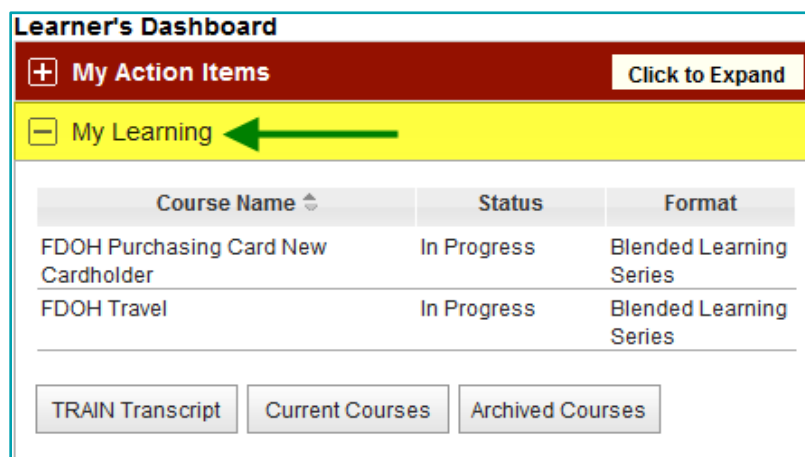 Learner's Dashboard
My Action Items Click to Expand
My Learning
Course Name Status Format
FDOH Purchasing Card New In Progress Blended Learning
Cardholder Series
FDOH Travel In Progress Blended Learning
Series
TRAIN Transcript Current Courses Archived Courses